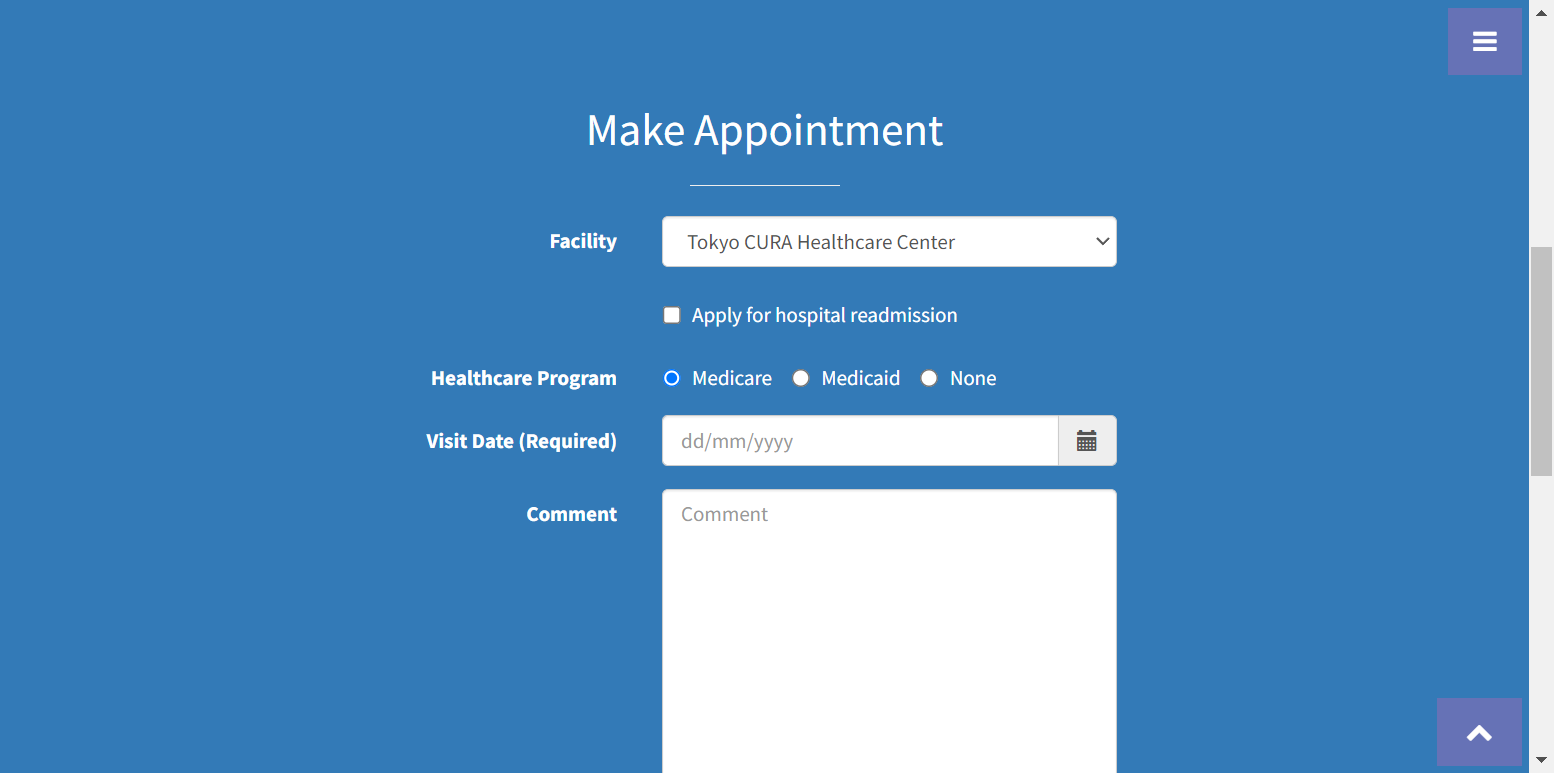 Make Appointment
Facility Tokyo CURA Healthcare Center
Apply for hospital readmission
Healthcare Program Medicare Medicaid None
Visit Date (Required) dd/mm/yyyy
Comment Comment